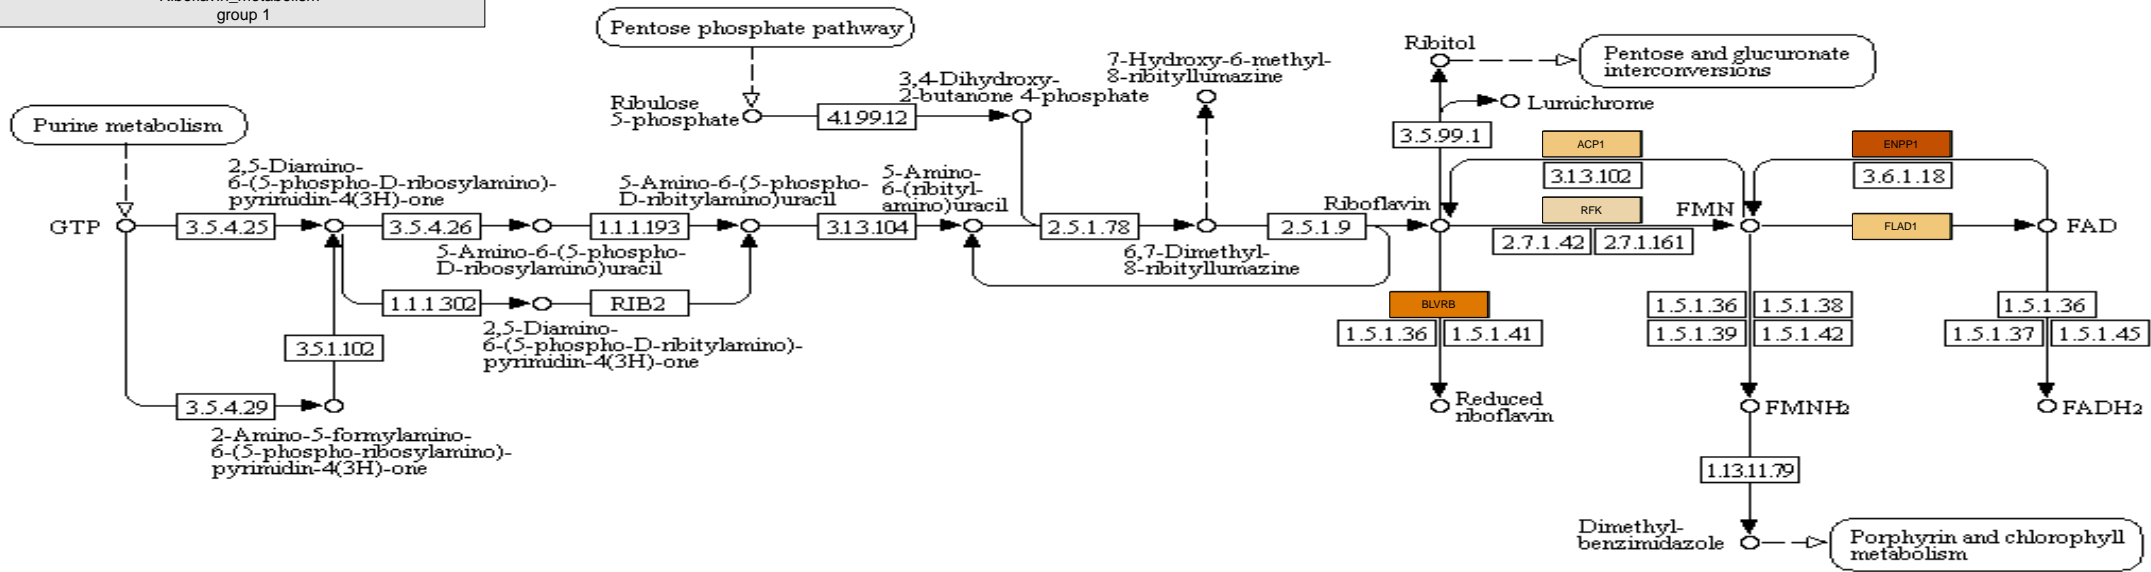 group 1
Pentose phosphate pathway
Ribitol
Pentose and glucuronate
interconversions
7-Hydroxy-6-methyl-
8-ribityllumazine
3,4-Dihydroxy-
2-butanone 4-phosphate
Ribulose
5-phosphate
4.1.99.12
Lumichrome
Purine metabolism
3.5.99.1
ACP1
ENPP1
2,5-Diamino-
6-(5-phospho-D-ribosylamino)-
pyrimidin-4(3H)-one
5-Amino-6-(5-phospho-
D-ribitylamino)uracil
5-Amino-
6-(ribityl-
amino)uracil
3.1.3.102
3.6.1.18
Riboflavin
RFK
FMN
GTP
3.5.4.25
3.5.4.26
1.1.1.193
3.1.3.104
2.5.1.78
2.5.1.9
FLAD1
FAD
2.7.1.42
2.7.1.161
5-Amino-6-(5-phospho-
D-ribosylamino)uracil
6,7-Dimethyl-
8-ribityllumazine
1.1.1.302
RIB2
BLVRB
1.5.1.36
1.5.1.38
1.5.1.36
2,5-Diamino-
6-(5-phospho-D-ribitylamino)-
pyrimidin-4(3H)-one
3.5.1.102
1.5.1.36
1.5.1.41
1.5.1.39
1.5.1.42
1.5.1.37
1.5.1.45
3.5.4.29
Reduced
riboflavin
FMNH2
FADH2
2-Amino-5-formylamino-
6-(5-phospho-ribosylamino)-
pyrimidin-4(3H)-one
1.13.11.79
Dimethyl-
benzimidazole
Porphyrin and chlorophyll
metabolism